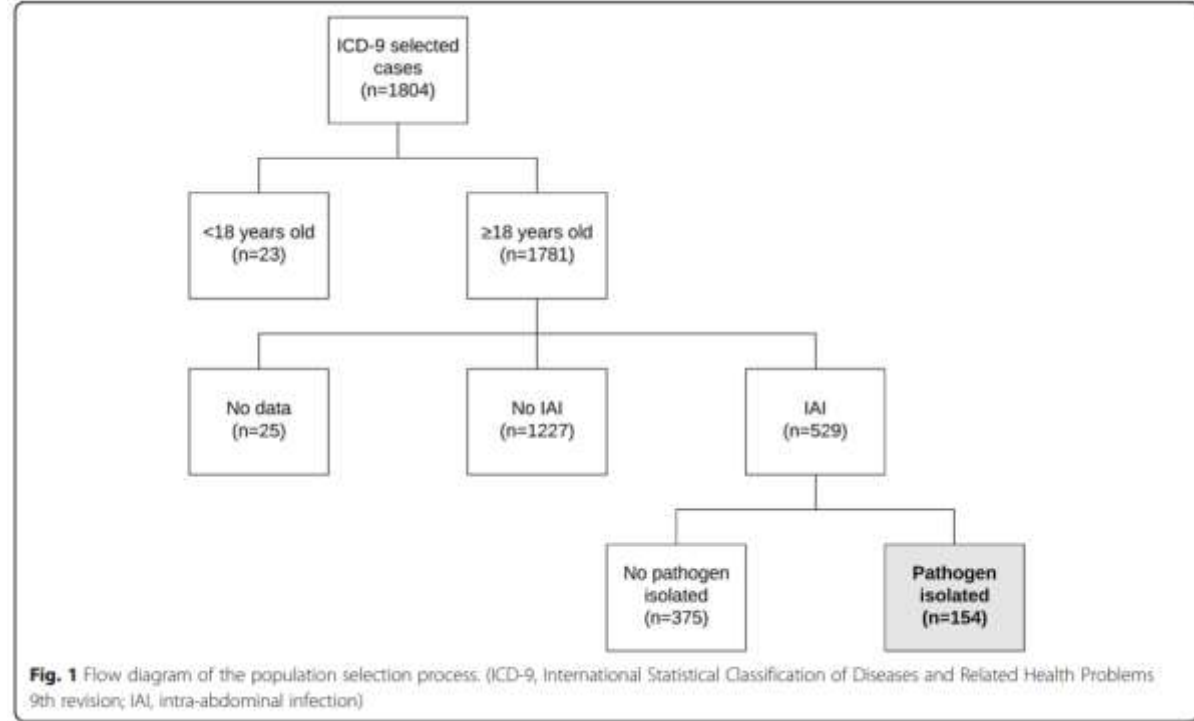 ICD-9 selected
cases
(n=1804)
<18 years old
(n=23)
≥18 years old
(n=1781)
No data
(n=25)
No IAI
(n=1227)
IAI
(n=529)
No pathogen
isolated
(n=375)
Pathogen
isolated
(n=154)
Fig. 1 Flow diagram of the population selection process. (ICD-9, International Statistical Classification of Diseases and Related Health Problems
9th revision; IAI, intra-abdominal infection)